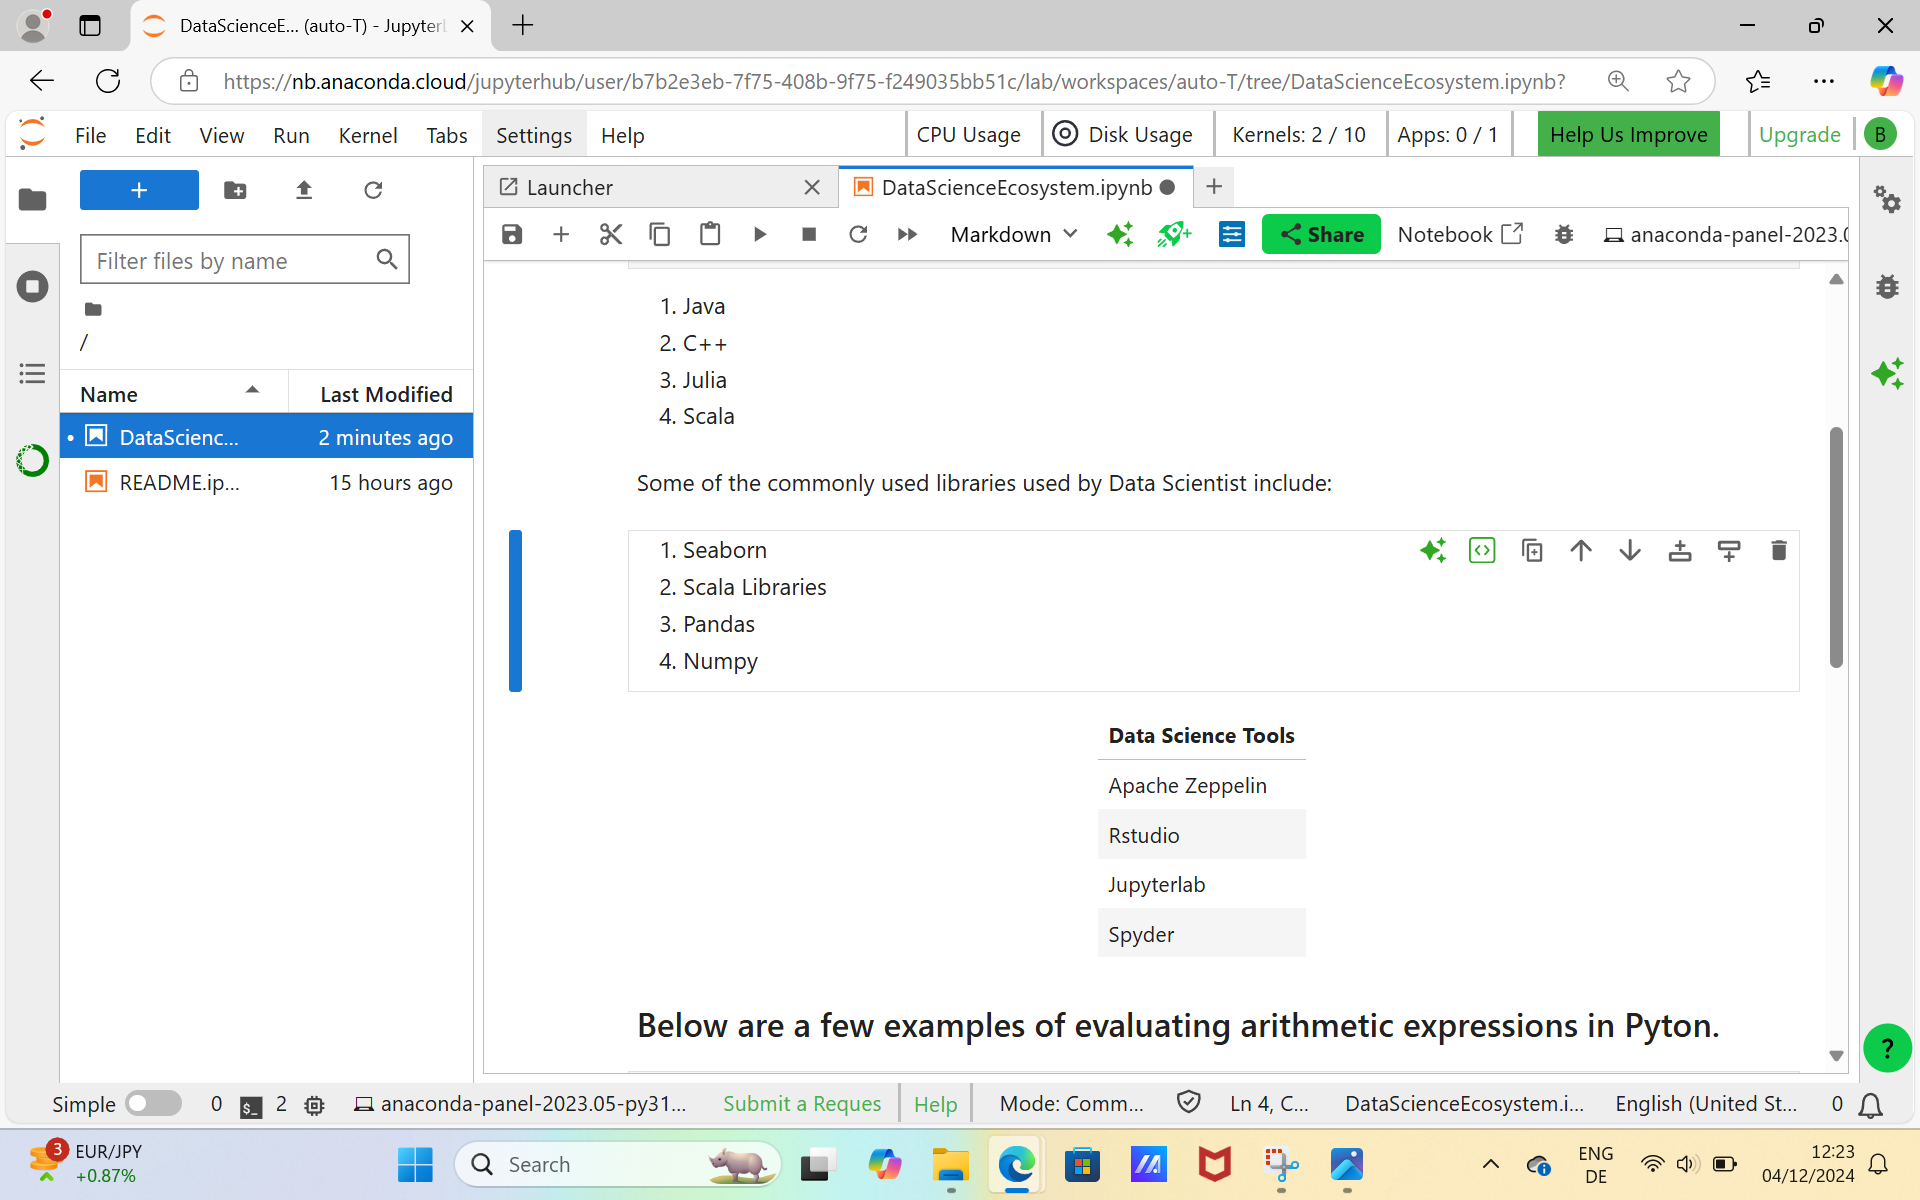 DataScienceE... (auto-T) - Jupyterl
https://nb.anaconda.cloud/jupyterhub/user/b7b2e3eb-7f75-408b-9f75-f249035bb51c/lab/workspaces/auto-T/tree/DataScienceEcosystem.ipynb?
File Edit View Run Kernel Tabs Settings Help CPU Usage Disk Usage Kernels: 2 / 10 Apps: 0 / 1 Help Us Improve Upgrade B
Launcher DataScienceEcosystem.ipynb
Markdown Share Notebook anaconda-panel-2023.0
Filter files by name
/
Name Last Modified
DataScienc... 2 minutes ago
README.ip... 15 hours ago
1. Java
2. C++
3. Julia
4. Scala
Some of the commonly used libraries used by Data Scientist include:
1. Seaborn
2. Scala Libraries
3. Pandas
4. Numpy
Data Science Tools
Apache Zeppelin
Rstudio
Jupyterlab
Spyder
Below are a few examples of evaluating arithmetic expressions in Pyton.
?
Simple 0 $_ 2 anaconda-panel-2023.05-py31... Submit a Reques Help Mode: Comm... Ln 4, C... DataScienceEcosystem.i... English (United St... 0
3 EUR/JPY
+0.87%
Search
ENG
DE
12:23
04/12/2024